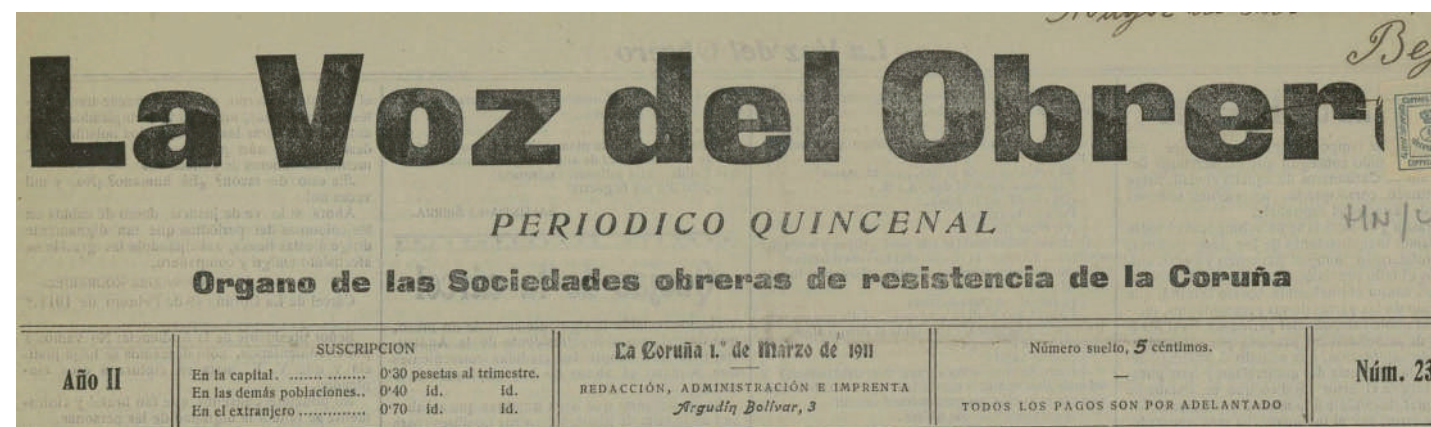 La Voz del Obrero
PERIODICO QUINCENAL
Organo de las Sociedades obreras de resistencia de la Coruña
Año II
SUSCRIPCION
En la capital. .............. 0'30 pesetas al trimestre.
En las demás poblaciones.. 0'40 id. id.
En el extranjero ............. 0'70 id. id.
La Coruña 1.° de Marzo de 1911
REDACCIÓN, ADMINISTRACIÓN E IMPRENTA
Argudín Bolívar, 3
Número suelto, 5 céntimos.
—
TODOS LOS PAGOS SON POR ADELANTADO
Núm. 23